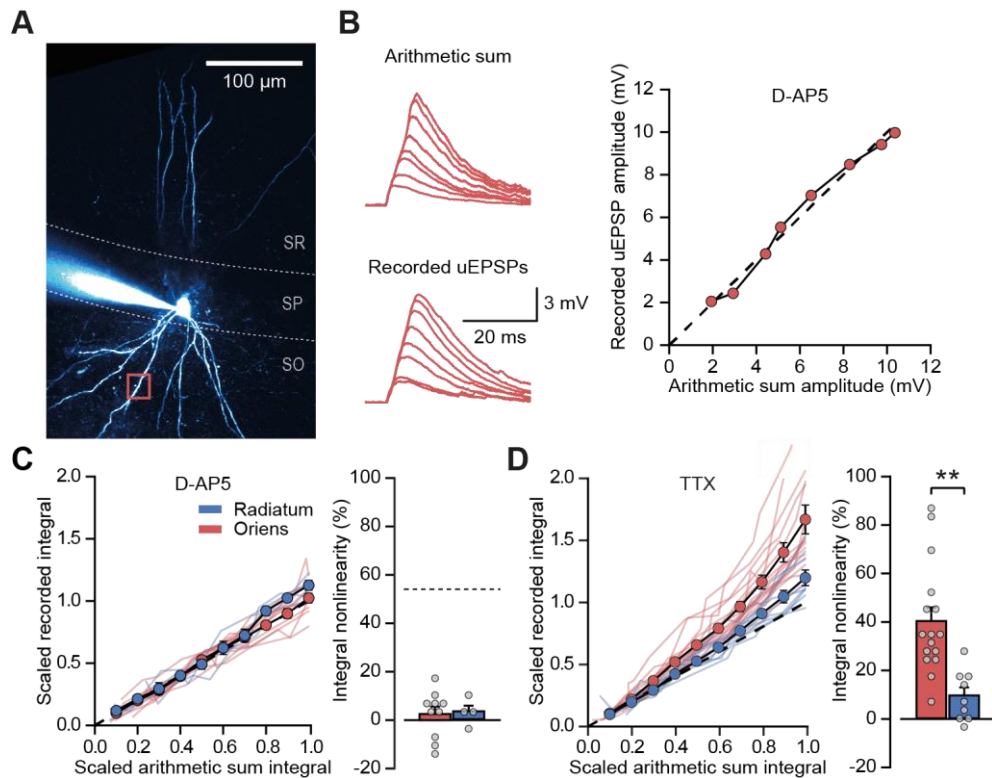 A
100 µm
SR
SP
SO
B
Arithmetic sum
Recorded uEPSPs
3 mV
20 ms
D-AP5
Recorded uEPSP amplitude (mV)
12
10
8
6
4
2
0
0 2 4 6 8 10 12
Arithmetic sum amplitude (mV)
C
D-AP5
Radiatum
Oriens
Scaled recorded integral
2.0
1.5
1.0
0.5
0.0
0.0 0.2 0.4 0.6 0.8 1.0
Scaled arithmetic sum integral
Integral nonlinearity (%)
100
80
60
40
20
0
-20
D
TTX
Scaled recorded integral
2.0
1.5
1.0
0.5
0.0
0.0 0.2 0.4 0.6 0.8 1.0
Scaled arithmetic sum integral
Integral nonlinearity (%)
100
80
60
40
20
0
-20
**